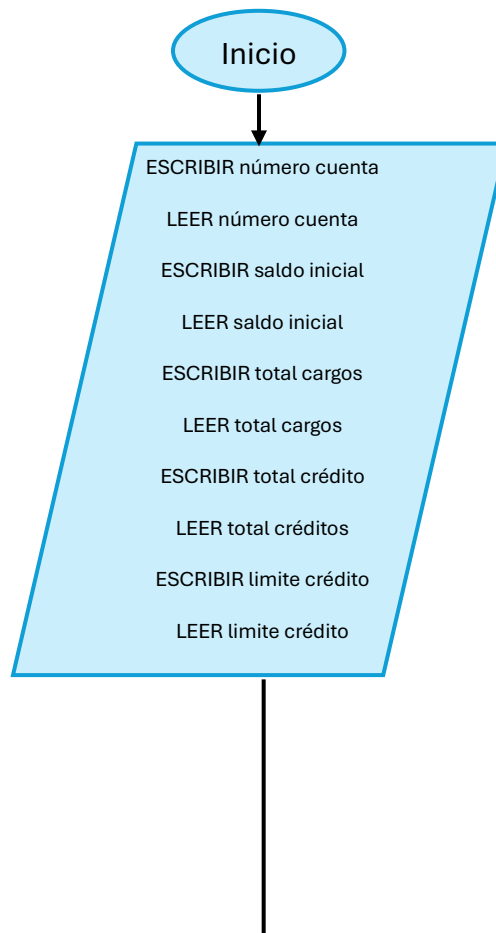 Inicio
ESCRIBIR número cuenta
LEER número cuenta
ESCRIBIR saldo inicial
LEER saldo inicial
ESCRIBIR total cargos
LEER total cargos
ESCRIBIR total crédito
LEER total créditos
ESCRIBIR limite crédito
LEER limite crédito